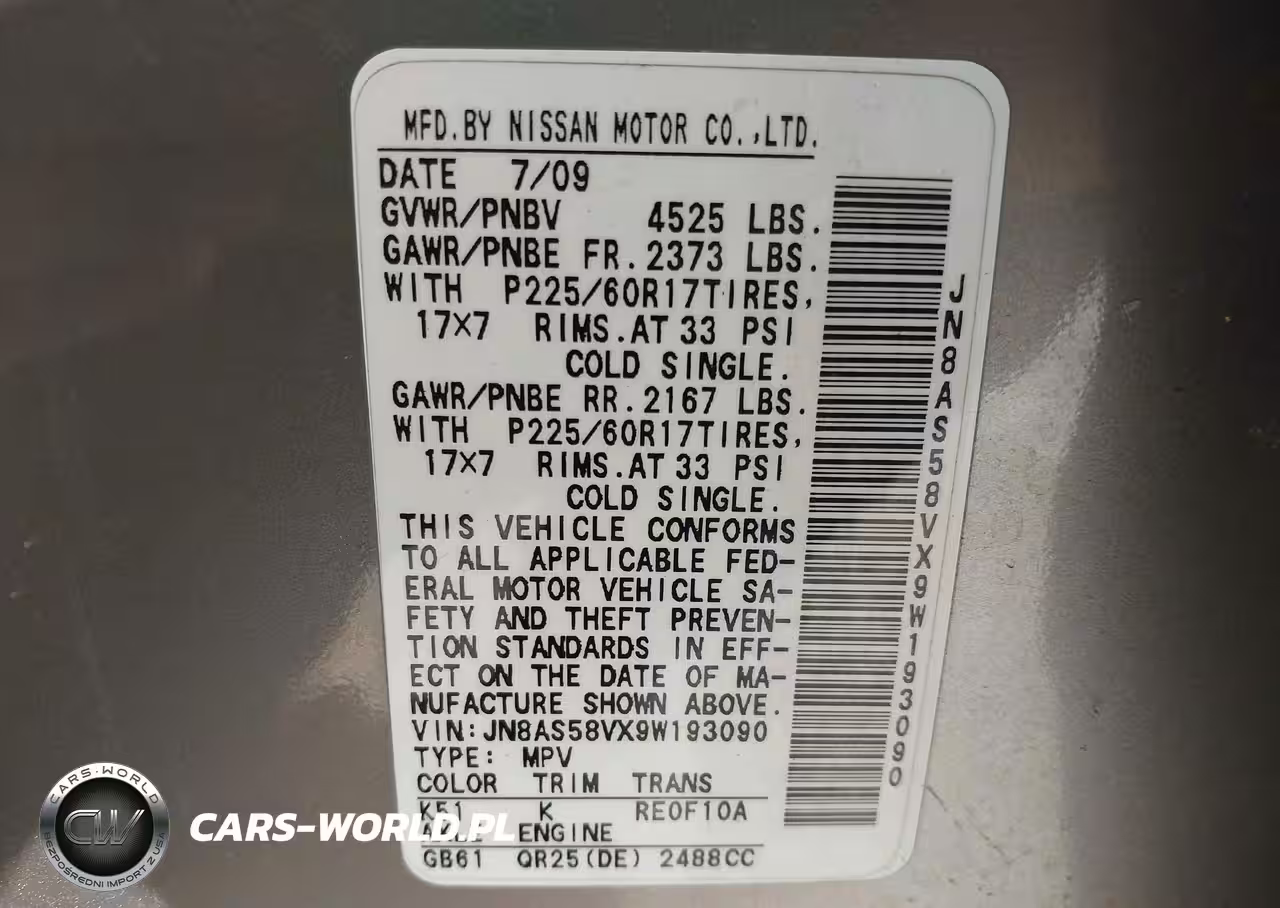 MFD.BY NISSAN MOTOR CO.,LTD.
DATE 7/09
GVWR/PNBV 4525 LBS.
GAWR/PNBE FR.2373 LBS.
WITH P225/60R17TIRES,
17×7 RIMS.AT 33 PSI
COLD SINGLE.
GAWR/PNBE RR.2167 LBS.
WITH P225/60R17TIRES,
17×7 RIMS.AT 33 PSI
COLD SINGLE.
THIS VEHICLE CONFORMS
TO ALL APPLICABLE FED-
ERAL MOTOR VEHICLE SA-
FETY AND THEFT PREVEN-
TION STANDARDS IN EFF-
ECT ON THE DATE OF MA-
NUFACTURE SHOWN ABOVE.
VIN:JN8AS58VX9W193090
TYPE: MPV
COLOR TRIM TRANS
K51 K RE0F10A
ENGINE
GB61 QR25(DE) 2488CC
JN8AS58VX9W193090
CARS-WORLD
CW
BEZPOŚREDNI IMPORT Z USA
CARS-WORLD.PL